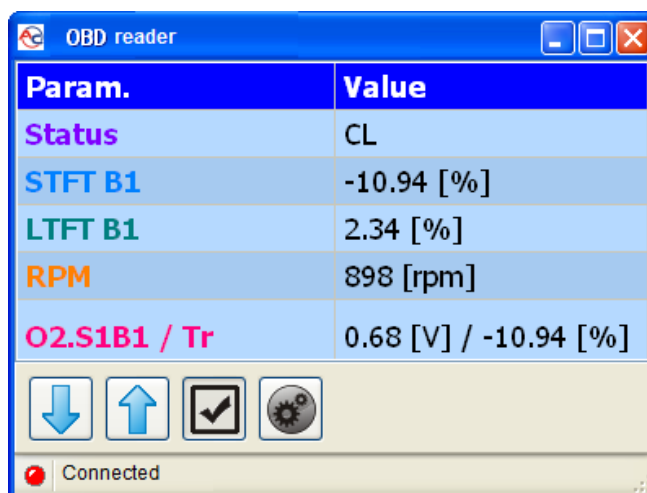 OBD reader
Param. Value
Status CL
STFT B1 -10.94 [%]
LTFT B1 2.34 [%]
RPM 898 [rpm]
O2.S1B1 / Tr 0.68 [V] / -10.94 [%]
Connected